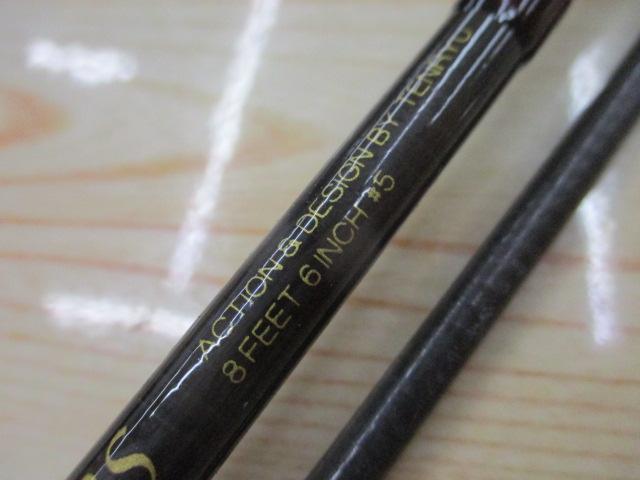 ACTION & DESIGN BY TENRYU
8 FEET 6 INCH #5
S